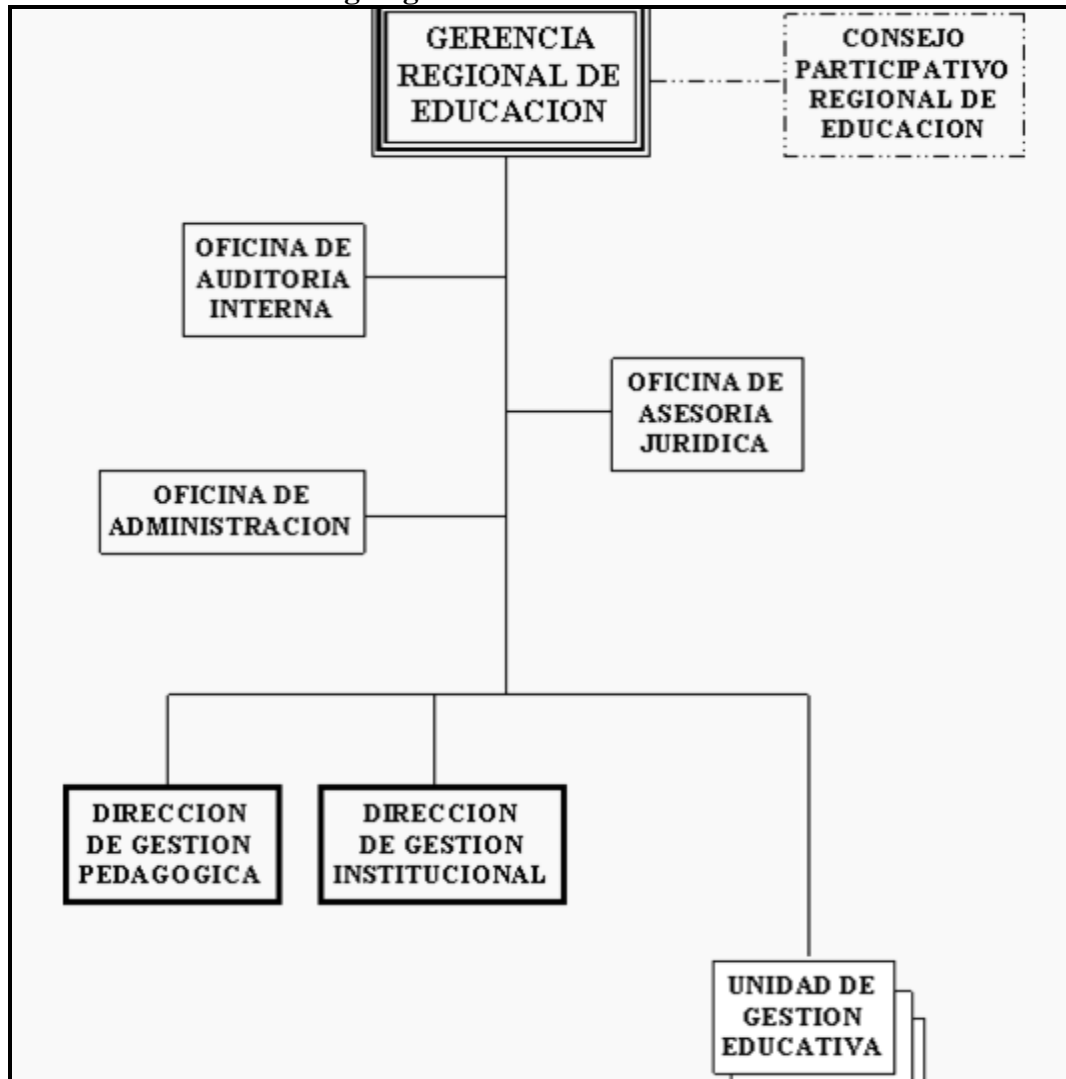 GERENCIA
REGIONAL DE
EDUCACION
CONSEJO
PARTICIPATIVO
REGIONAL DE
EDUCACION
OFICINA DE
AUDITORIA
INTERNA
OFICINA DE
ASESORIA
JURIDICA
OFICINA DE
ADMINISTRACION
DIRECCION
DE GESTION
PEDAGOGICA
DIRECCION
DE GESTION
INSTITUCIONAL
UNIDAD DE
GESTION
EDUCATIVA